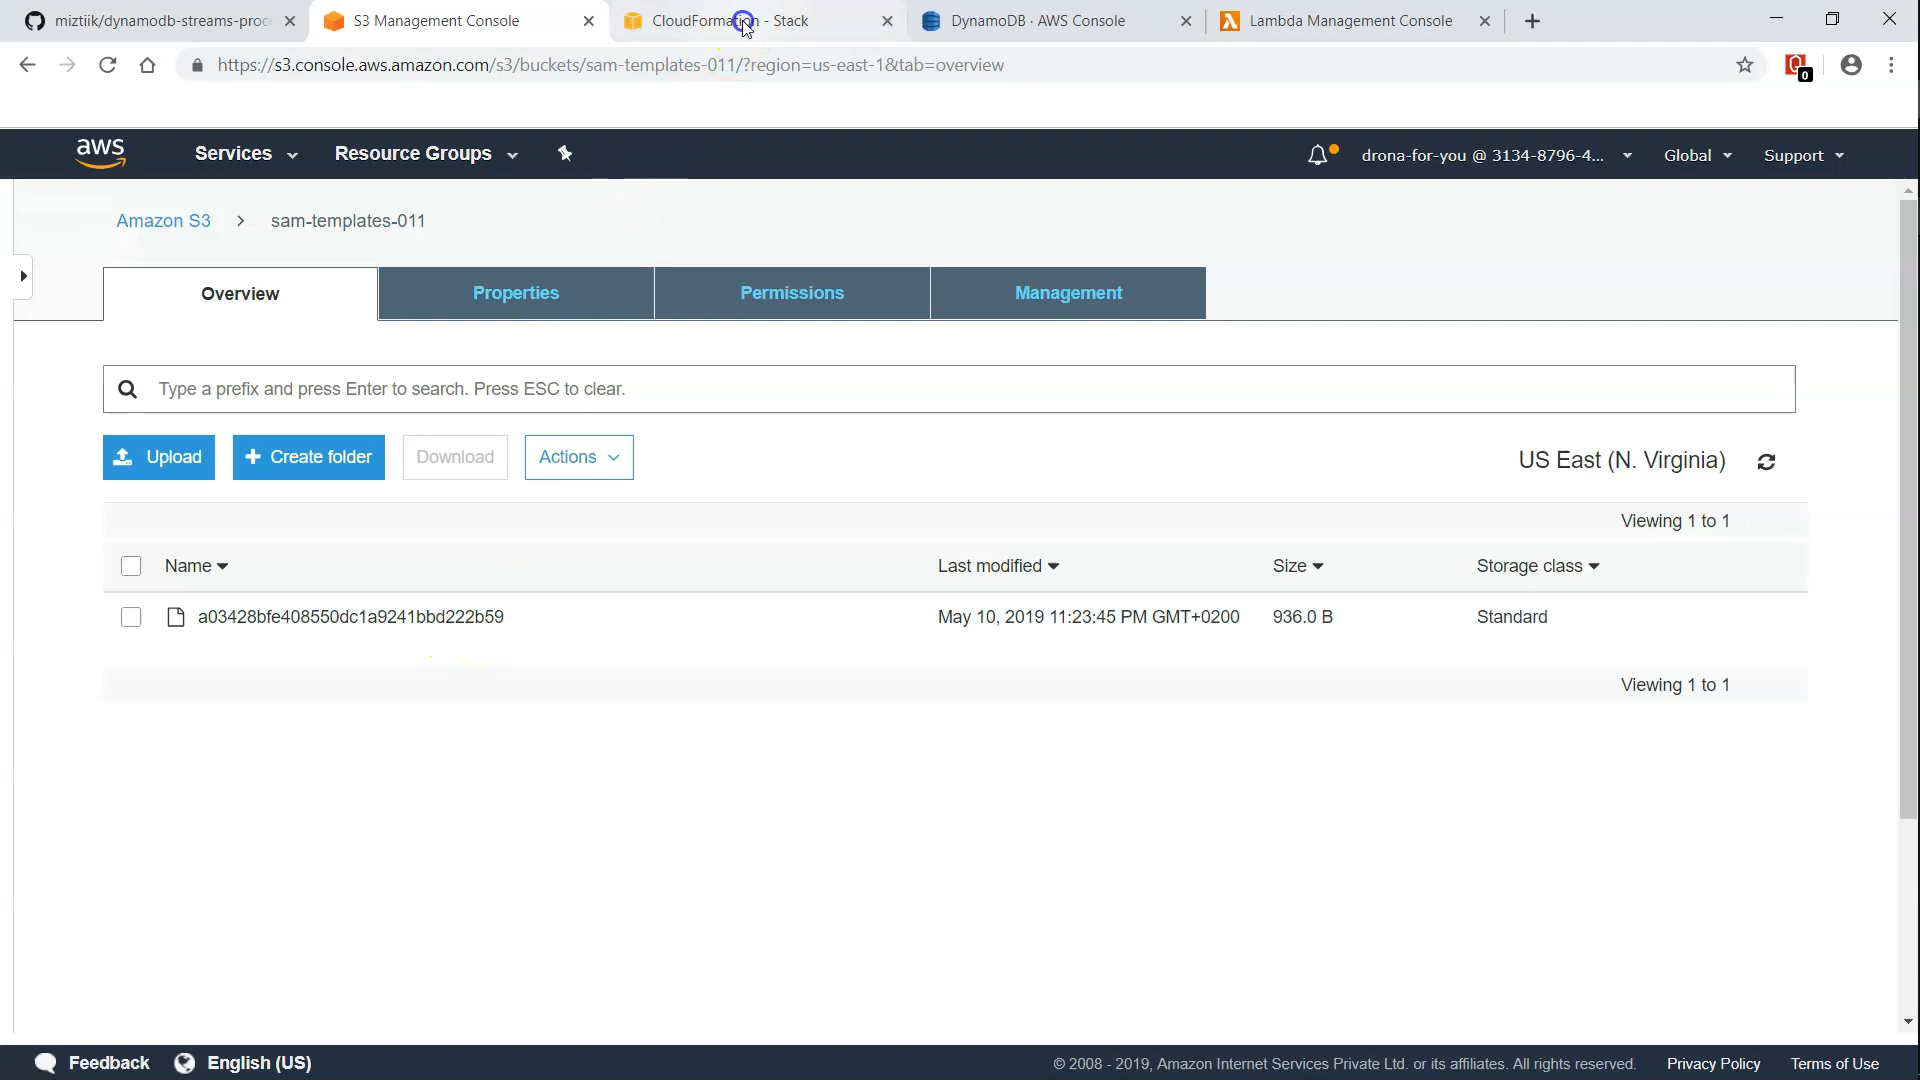 miztiik/dynamodb-streams-proc
S3 Management Console
CloudFormation - Stack
DynamoDB · AWS Console
Lambda Management Console
https://s3.console.aws.amazon.com/s3/buckets/sam-templates-011/?region=us-east-1&tab=overview
0
aws
Services
Resource Groups
drona-for-you @ 3134-8796-4...
Global
Support
Amazon S3 > sam-templates-011
Overview
Properties
Permissions
Management
Type a prefix and press Enter to search. Press ESC to clear.
Upload
+ Create folder
Download
Actions
US East (N. Virginia)
Viewing 1 to 1
Name
Last modified
Size
Storage class
a03428bfe408550dc1a9241bbd222b59
May 10, 2019 11:23:45 PM GMT+0200
936.0 B
Standard
Viewing 1 to 1
Feedback
English (US)
© 2008 - 2019, Amazon Internet Services Private Ltd. or its affiliates. All rights reserved.
Privacy Policy
Terms of Use